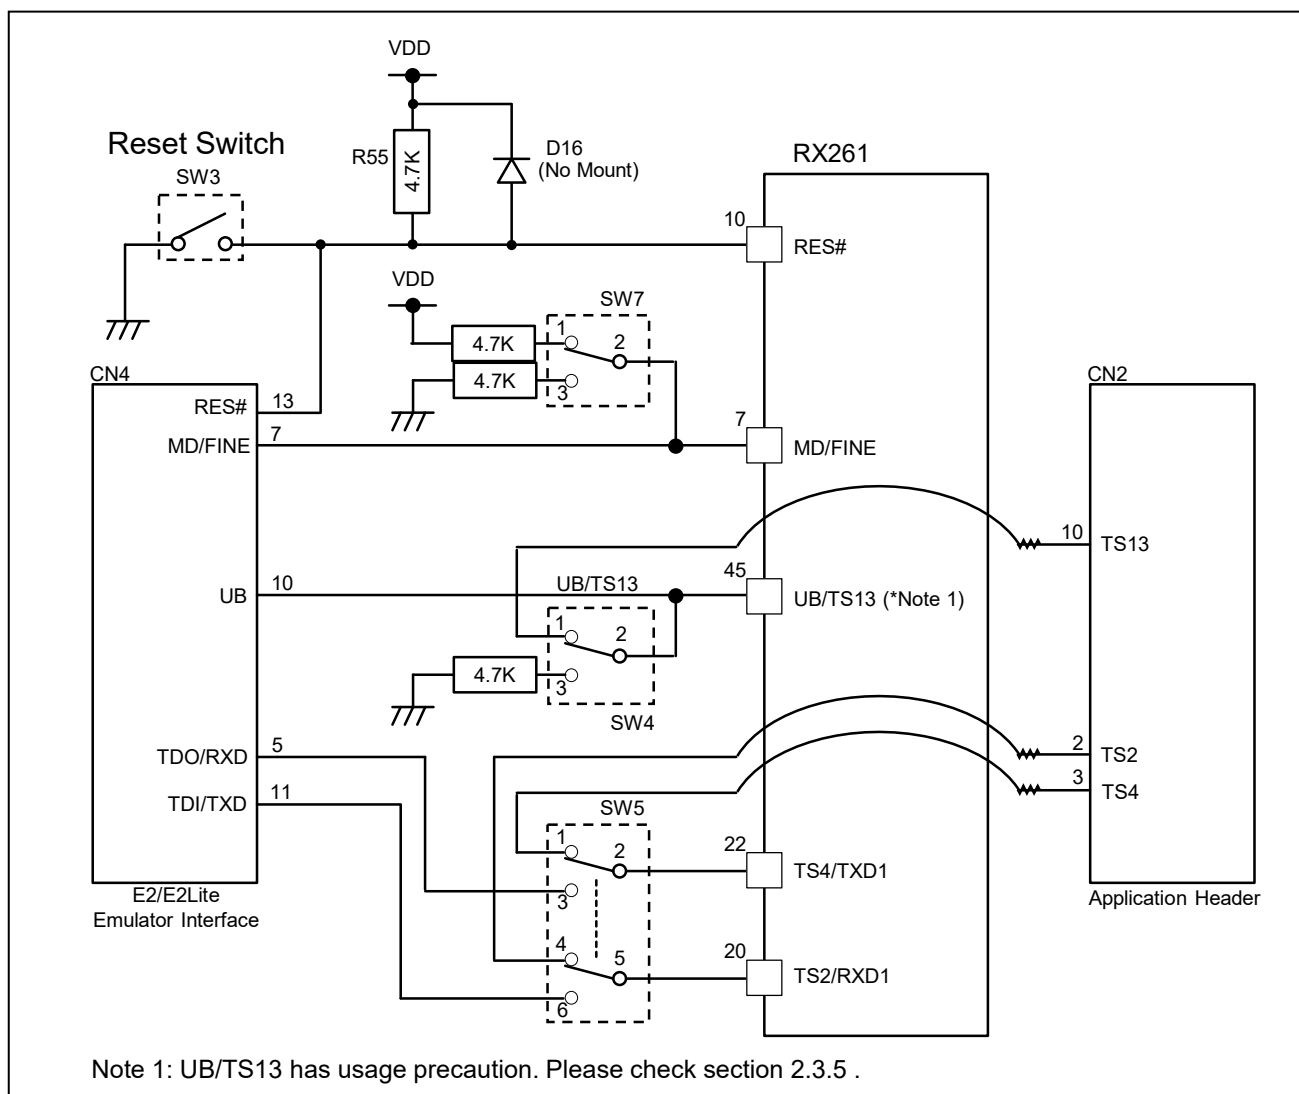 VDD
Reset Switch
SW3
R55
4.7K
D16
(No Mount)
RX261
10
RES#
VDD
SW7
4.7K
1
2
4.7K
3
CN4
RES#
13
MD/FINE
7
7
MD/FINE
CN2
10
TS13
UB
10
UB/TS13
45
UB/TS13 (*Note 1)
1
2
4.7K
3
SW4
TDO/RXD
5
2
TS2
TDI/TXD
11
3
TS4
SW5
1
2
22
TS4/TXD1
3
E2/E2Lite
Emulator Interface
Application Header
4
5
20
TS2/RXD1
6
Note 1: UB/TS13 has usage precaution. Please check section 2.3.5 .